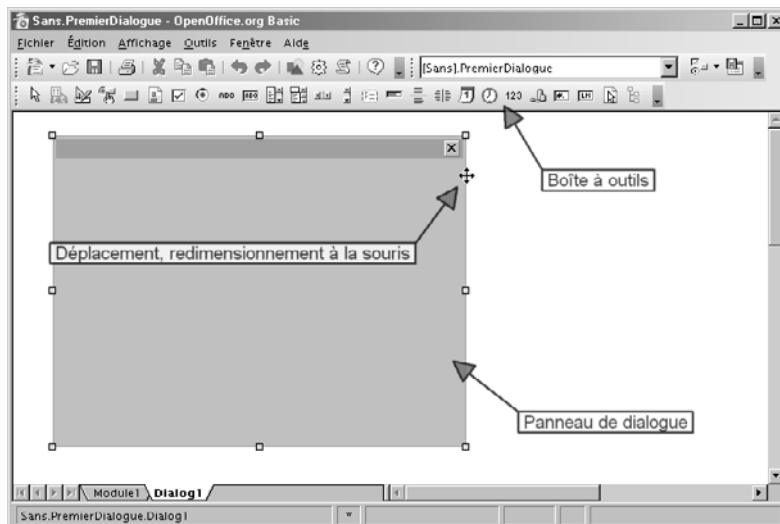 Sans.PremierDialogue - OpenOffice.org Basic
Fichier Édition Affichage Outils Fenêtre Aide
[Sans].PremierDialogue
123
Boîte à outils
Déplacement, redimensionnement à la souris
Panneau de dialogue
Module1 Dialog1
Sans.PremierDialogue.Dialog1